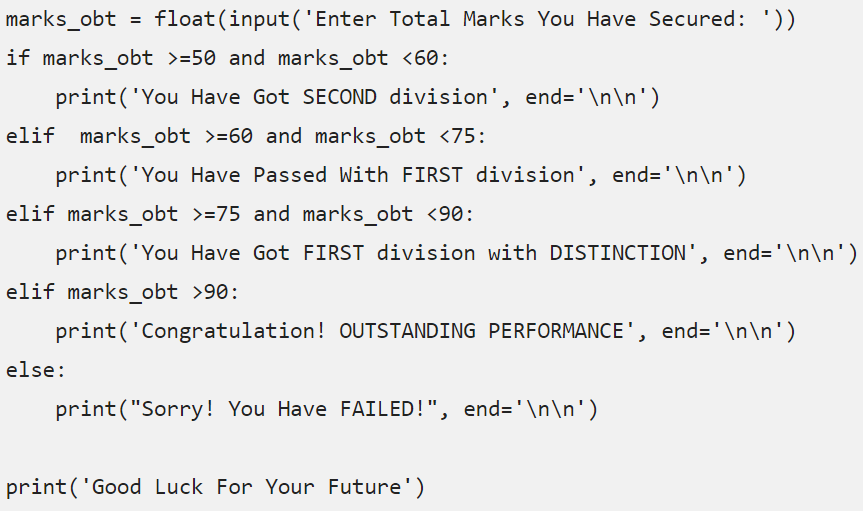 marks_obt = float(input('Enter Total Marks You Have Secured: '))
if marks_obt >=50 and marks_obt <60:
    print('You Have Got SECOND division', end='\n\n')
elif  marks_obt >=60 and marks_obt <75:
    print('You Have Passed With FIRST division', end='\n\n')
elif marks_obt >=75 and marks_obt <90:
    print('You Have Got FIRST division with DISTINCTION', end='\n\n')
elif marks_obt >90:
    print('Congratulation! OUTSTANDING PERFORMANCE', end='\n\n')
else:
    print("Sorry! You Have FAILED!", end='\n\n')

print('Good Luck For Your Future')